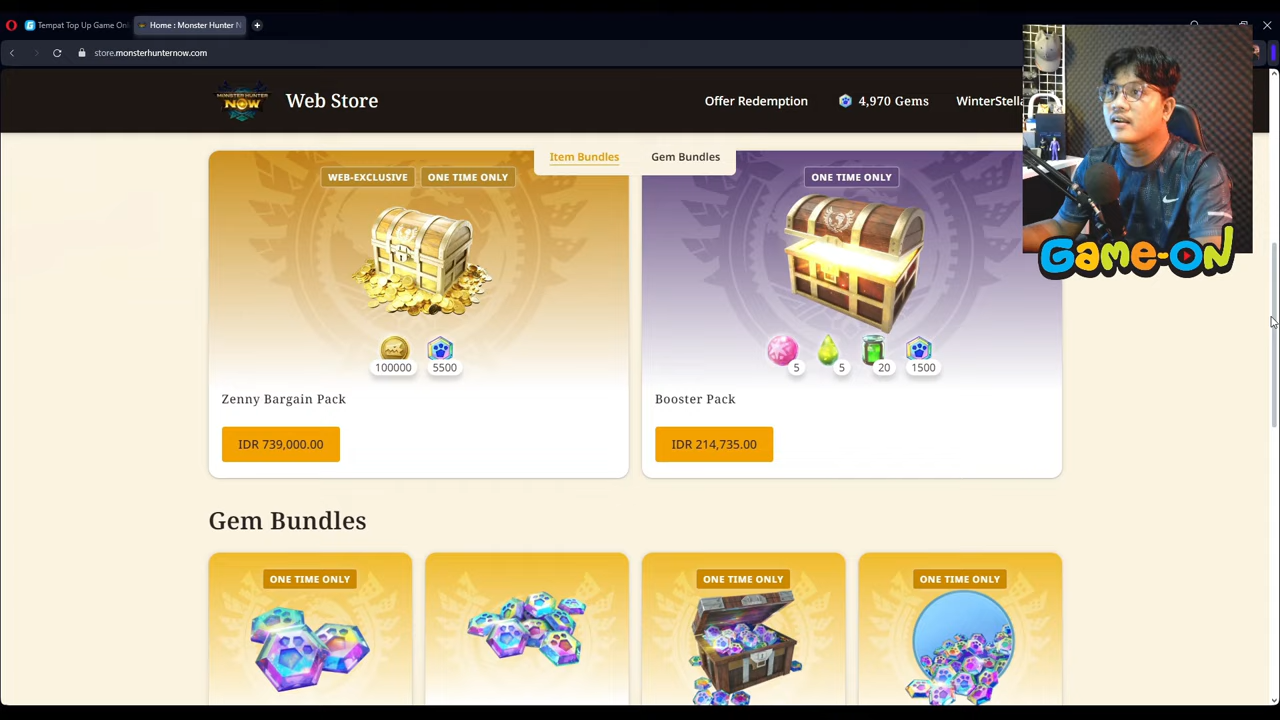 Tempat Top Up Game On
Home : Monster Hunter N
store.monsterhunternow.com
MONSTER HUNTER
NOW
Web Store
Offer Redemption
4,970 Gems
Item Bundles
Gem Bundles
WEB-EXCLUSIVE
ONE TIME ONLY
100000
5500
Zenny Bargain Pack
IDR 739,000.00
ONE TIME ONLY
5
5
20
1500
Booster Pack
IDR 214,735.00
GAME-ON
Gem Bundles
ONE TIME ONLY
ONE TIME ONLY
ONE TIME ONLY